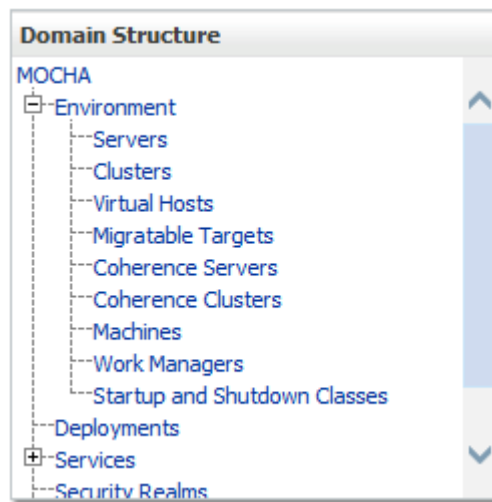 Domain Structure
MOCHA
Environment
Servers
Clusters
Virtual Hosts
Migratable Targets
Coherence Servers
Coherence Clusters
Machines
Work Managers
Startup and Shutdown Classes
Deployments
Services
Security Realms